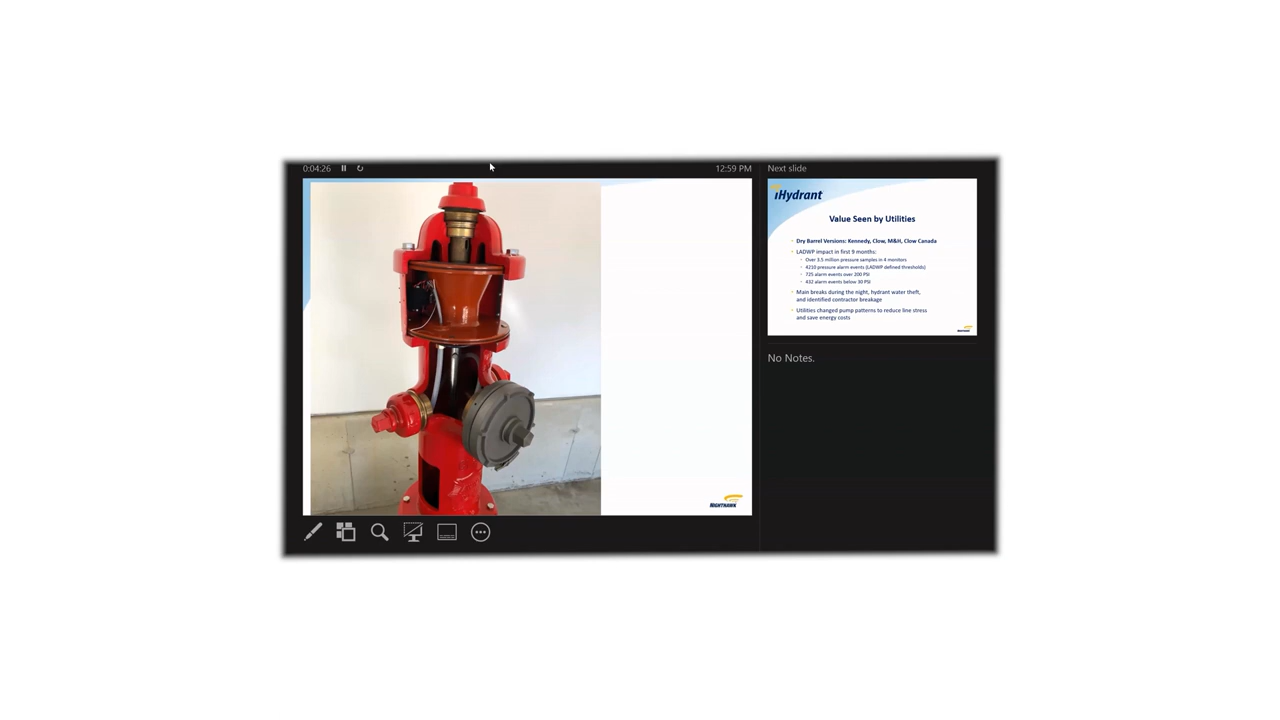 0:04:26
12:59 PM
Next slide
NIGHTHAWK
iHydrant
Value Seen by Utilities
Dry Barrel Versions: Kennedy, Clow, M&H, Clow Canada
LADWP impact in first 9 months:
Over 3.5 million pressure samples in 4 monitors
4210 pressure alarm events (LADWP defined thresholds)
725 alarm events over 200 PSI
432 alarm events below 30 PSI
Main breaks during the night, hydrant water theft,
and identified contractor breakage
Utilities changed pump patterns to reduce line stress
and save energy costs
No Notes.